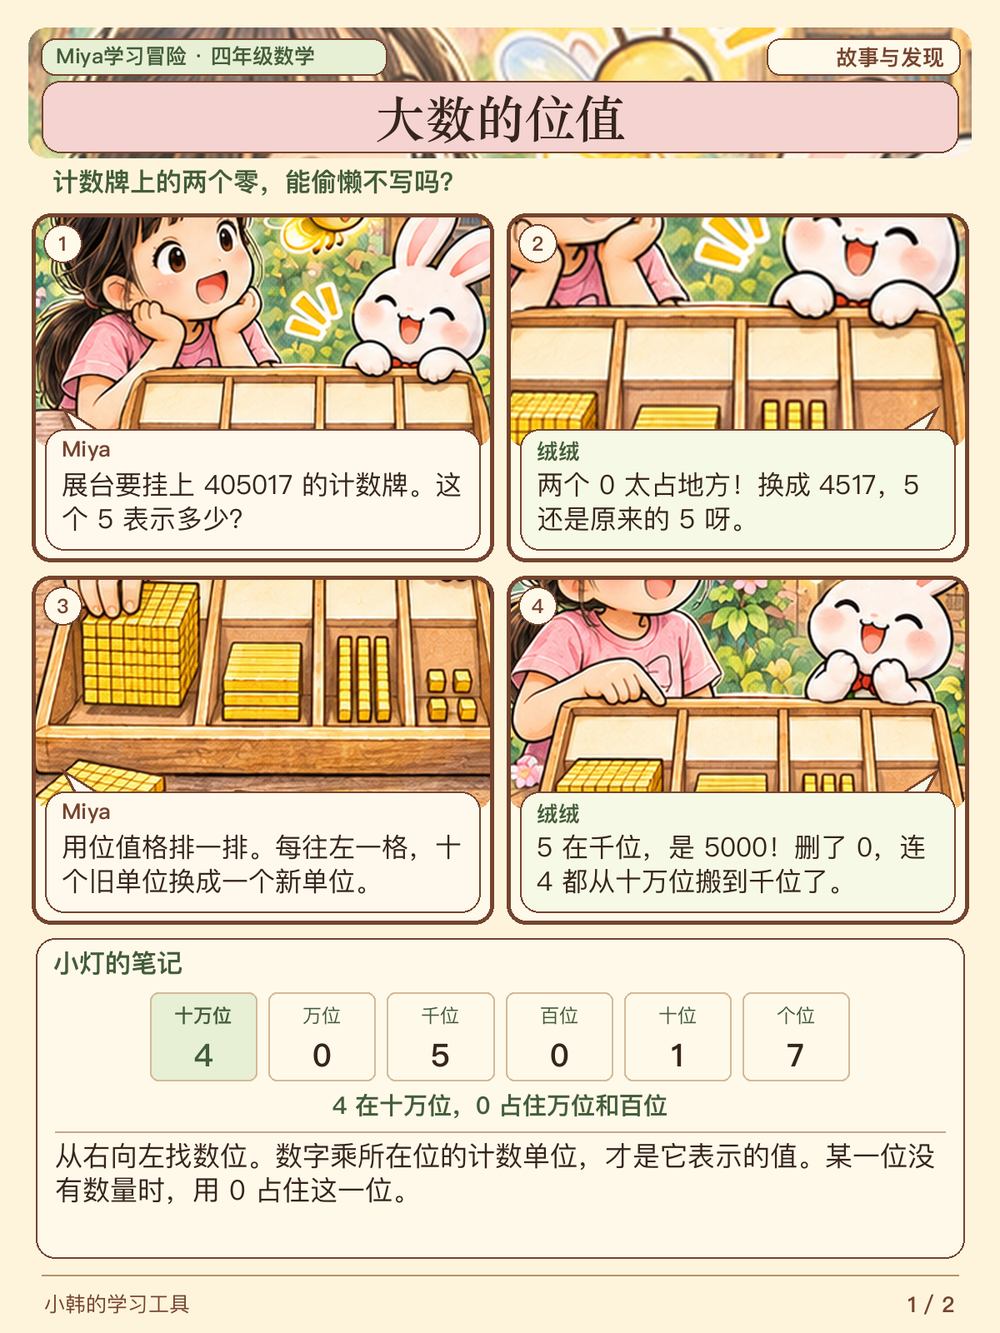 Miya学习冒险 · 四年级数学
故事与发现
大数的位值
计数牌上的两个零，能偷懒不写吗？
1
Miya
展台要挂上 405017 的计数牌。这
个 5 表示多少？
2
绒绒
两个 0 太占地方！换成 4517，5
还是原来的 5 呀。
3
Miya
用位值格排一排。每往左一格，十
个旧单位换成一个新单位。
4
绒绒
5 在千位，是 5000！删了 0，连
4 都从十万位搬到千位了。
小灯的笔记
十万位 万位 千位 百位 十位 个位
4 0 5 0 1 7
4 在十万位，0 占住万位和百位
从右向左找数位。数字乘所在位的计数单位，才是它表示的值。某一位没
有数量时，用 0 占住这一位。
小韩的学习工具
1 / 2